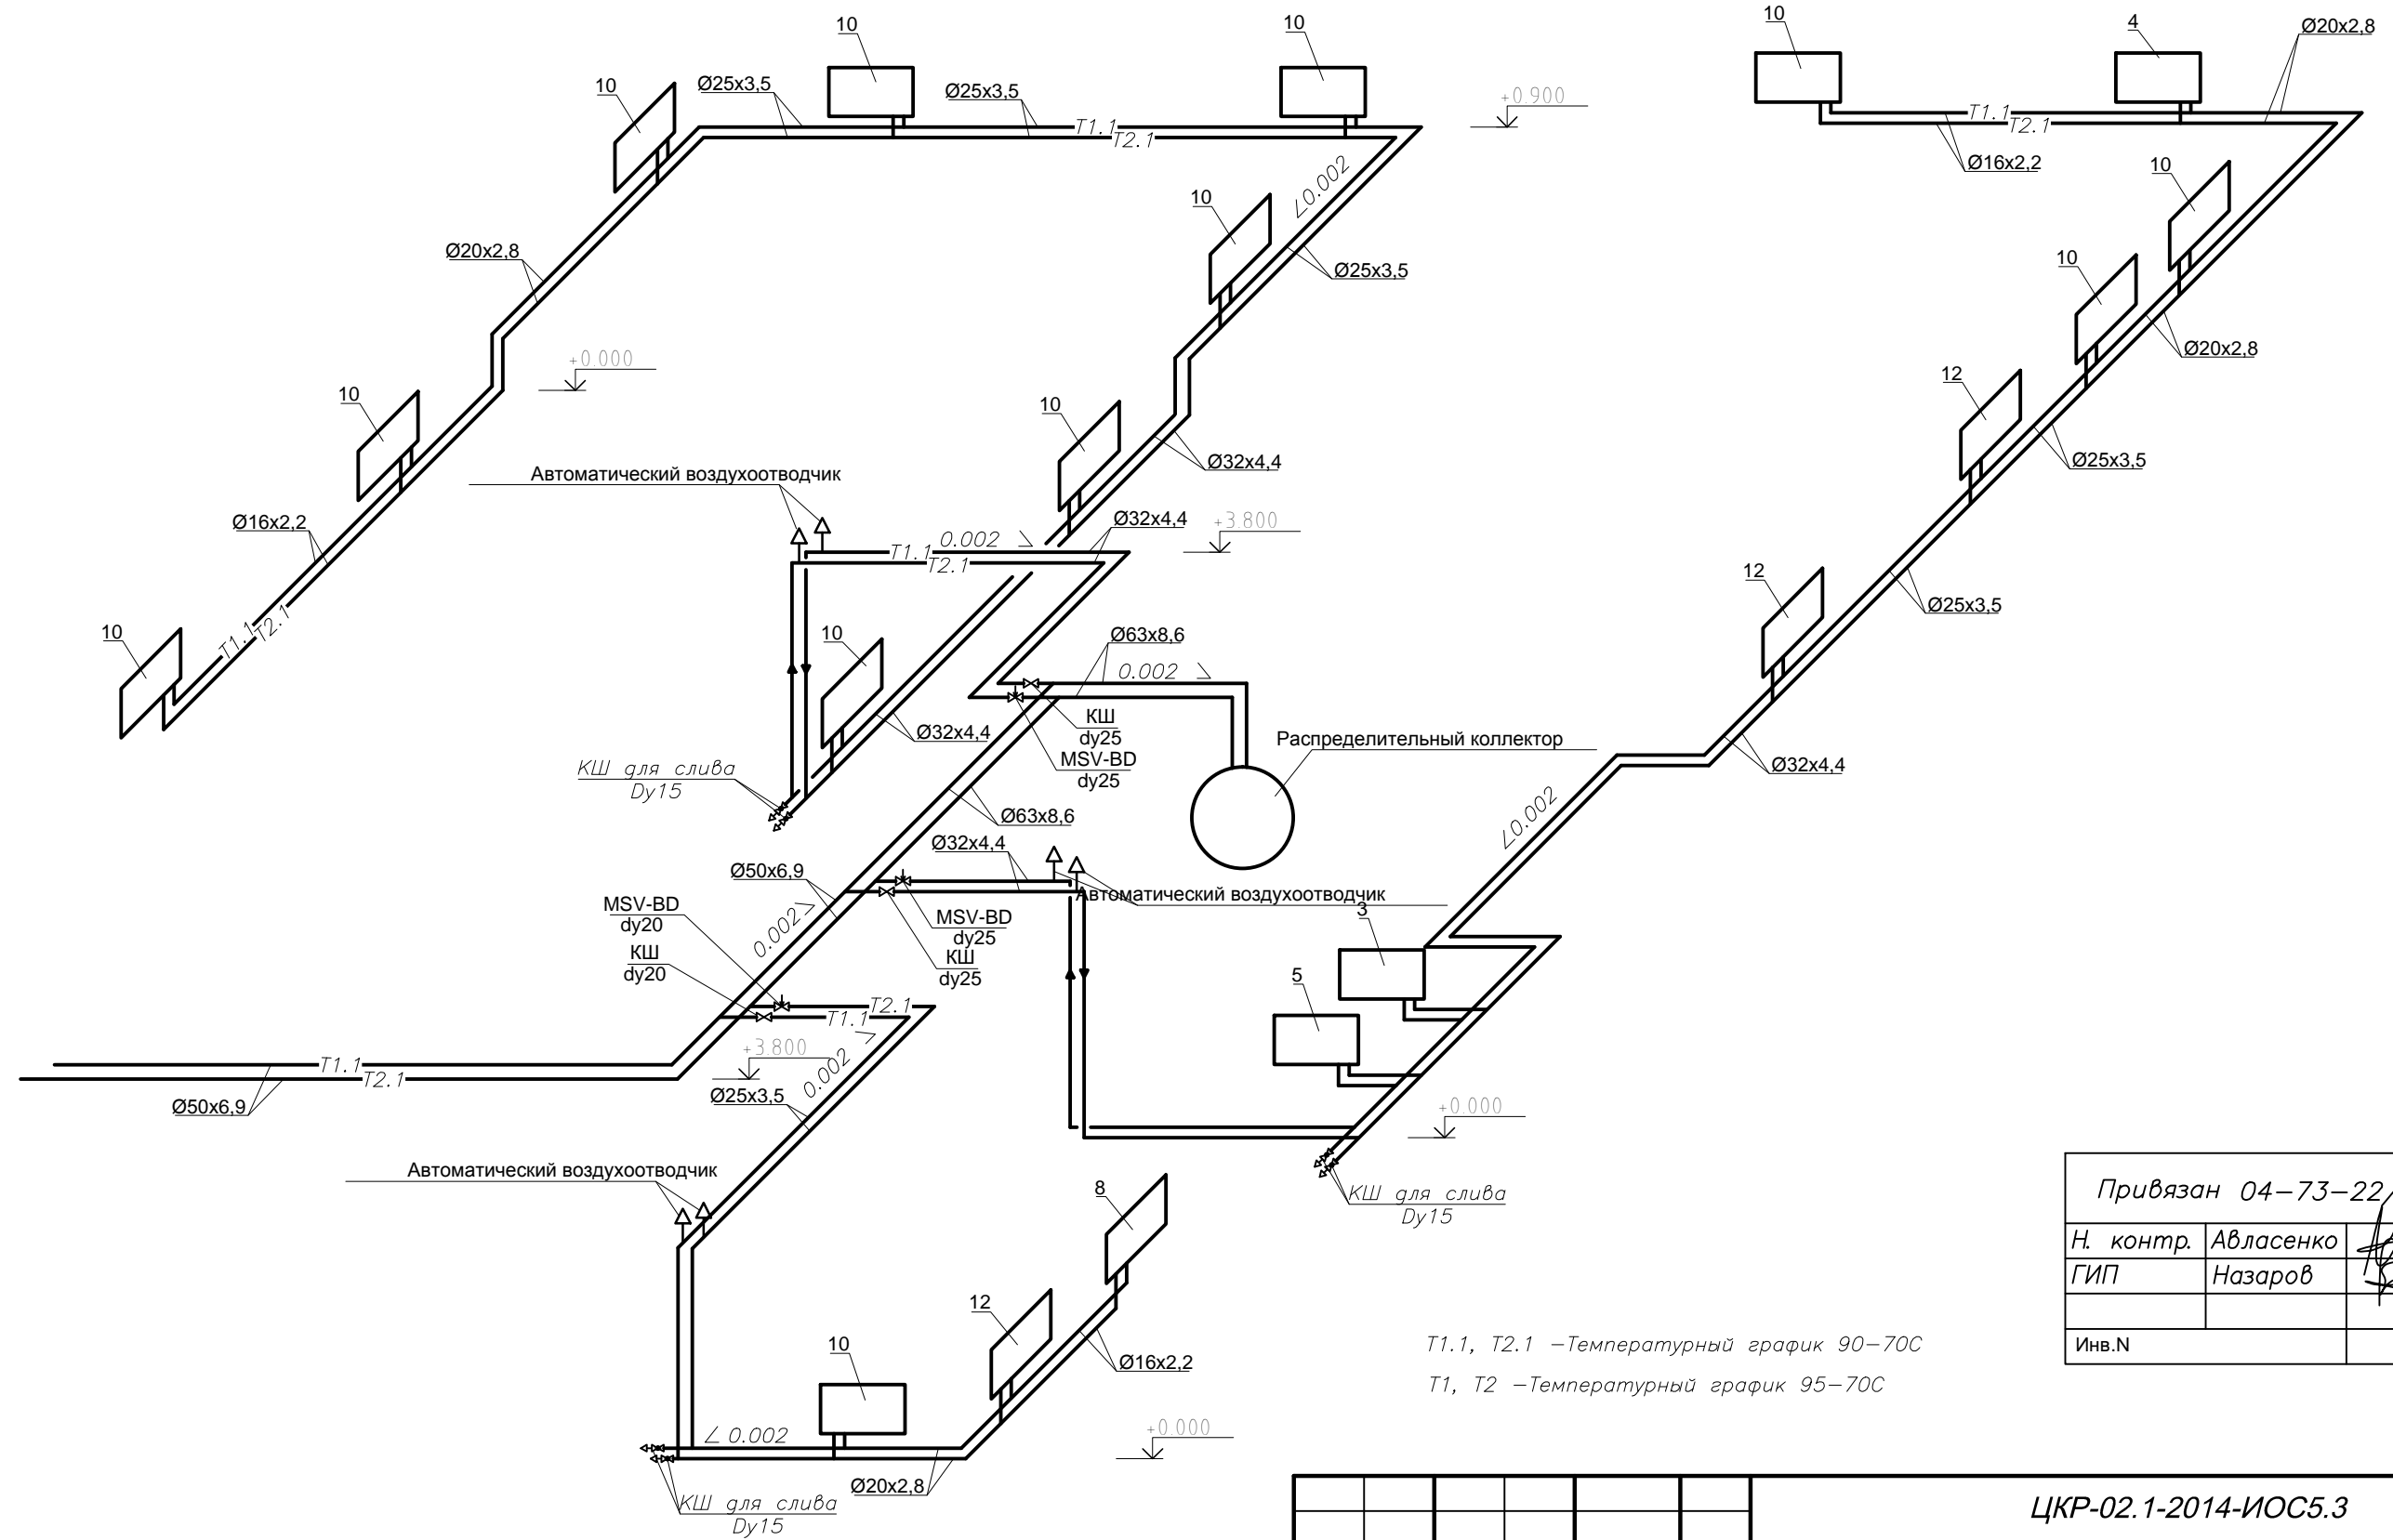 10
10
10
4
Ø20x2,8
10
Ø25x3,5
Ø25x3,5
+0.900
T1.1
T2.1
T1.1
T2.1
Ø16x2,2
∠0.002
10
10
Ø20x2,8
Ø25x3,5
10
Ø20x2,8
+0.000
10
10
12
Ø32x4,4
Ø25x3,5
Автоматический воздухоотводчик
Ø16x2,2
Ø32x4,4
+3.800
0.002
T1.1
T2.1
12
Ø25x3,5
T1.1
T2.1
10
10
Ø63x8,6
0.002
КШ
dy25
MSV-BD
dy25
Ø32x4,4
Распределительный коллектор
КШ для слива
Dy15
Ø32x4,4
∠0.002
Ø63x8,6
Ø32x4,4
Ø50x6,9
Автоматический воздухоотводчик
MSV-BD
dy20
КШ
dy20
0.002
MSV-BD
dy25
КШ
dy25
3
5
T2.1
T1.1
T1.1
T2.1
+3.800
0.002
Ø25x3,5
Ø50x6,9
+0.000
Автоматический воздухоотводчик
8
КШ для слива
Dy15
Привязан 04-73-22
Н. контр. Авласенко
ГИП Назаров
Инв.N
12
10
Ø16x2,2
T1.1, T2.1 -Температурный график 90-70С
T1, T2 -Температурный график 95-70С
∠ 0.002
+0.000
Ø20x2,8
КШ для слива
Dy15
ЦКР-02.1-2014-ИОС5.3